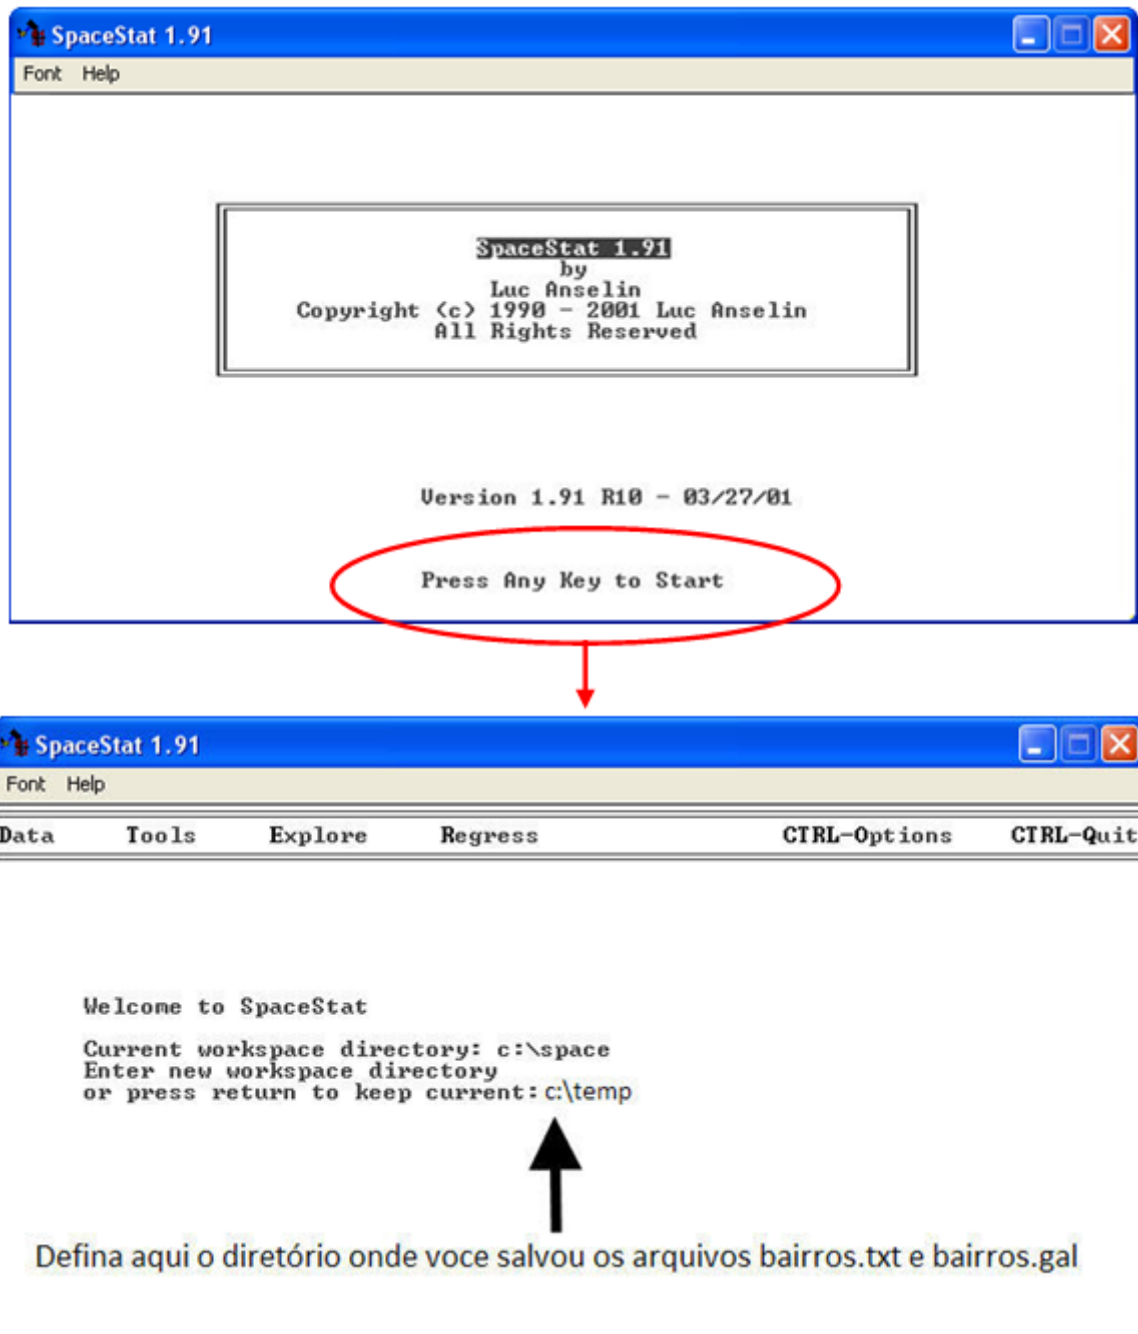 SpaceStat 1.91
Font Help
SpaceStat 1.91
by
Luc Anselin
Copyright (c) 1990 - 2001 Luc Anselin
All Rights Reserved
Version 1.91 R10 - 03/27/01
Press Any Key to Start
SpaceStat 1.91
Font Help
Data Tools Explore Regress CTRL-Options CTRL-Quit
Welcome to SpaceStat
Current workspace directory: c:\space
Enter new workspace directory
or press return to keep current: c:\temp
Defina aqui o diretório onde voce salvou os arquivos bairros.txt e bairros.gal